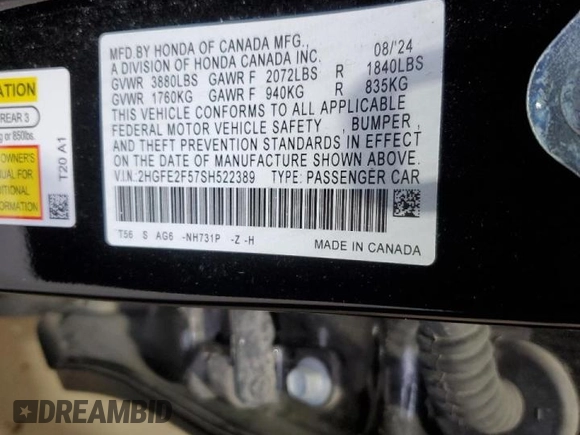 MFD.BY HONDA OF CANADA MFG., 08/'24
A DIVISION OF HONDA CANADA INC.
GVWR 3880LBS GAWR F 2072LBS R 1840LBS
GVWR 1760KG GAWR F 940KG R 835KG
THIS VEHICLE CONFORMS TO ALL APPLICABLE
FEDERAL MOTOR VEHICLE SAFETY , BUMPER ,
AND THEFT PREVENTION STANDARDS IN EFFECT
ON THE DATE OF MANUFACTURE SHOWN ABOVE.
V.I.N.:2HGFE2F57SH522389 TYPE: PASSENGER CAR
T56 S AG6 -NH731P -Z -H
MADE IN CANADA
ATION
REAR 3
g or 850lbs.
OWNER'S
NUAL FOR
ITIONAL
MATION
T20 A1
DREAMBID